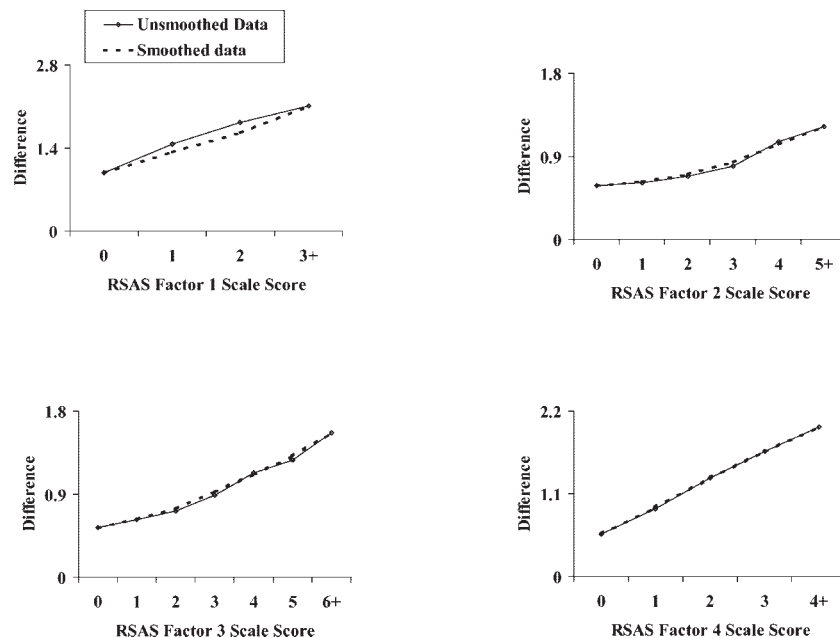 Unsmoothed Data
Smoothed data
2.8
1.4
0
Difference
0 1 2 3+
RSAS Factor 1 Scale Score
1.8
0.9
0
Difference
0 1 2 3 4 5+
RSAS Factor 2 Scale Score
1.8
0.9
0
Difference
0 1 2 3 4 5 6+
RSAS Factor 3 Scale Score
2.2
1.1
0
Difference
0 1 2 3 4+
RSAS Factor 4 Scale Score